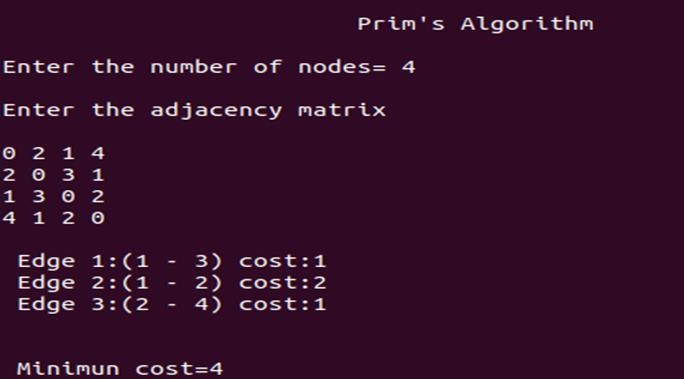 Prim's Algorithm
Enter the number of nodes= 4
Enter the adjacency matrix
0 2 1 4
2 0 3 1
1 3 0 2
4 1 2 0
Edge 1:(1 - 3) cost:1
Edge 2:(1 - 2) cost:2
Edge 3:(2 - 4) cost:1
Minimun cost=4